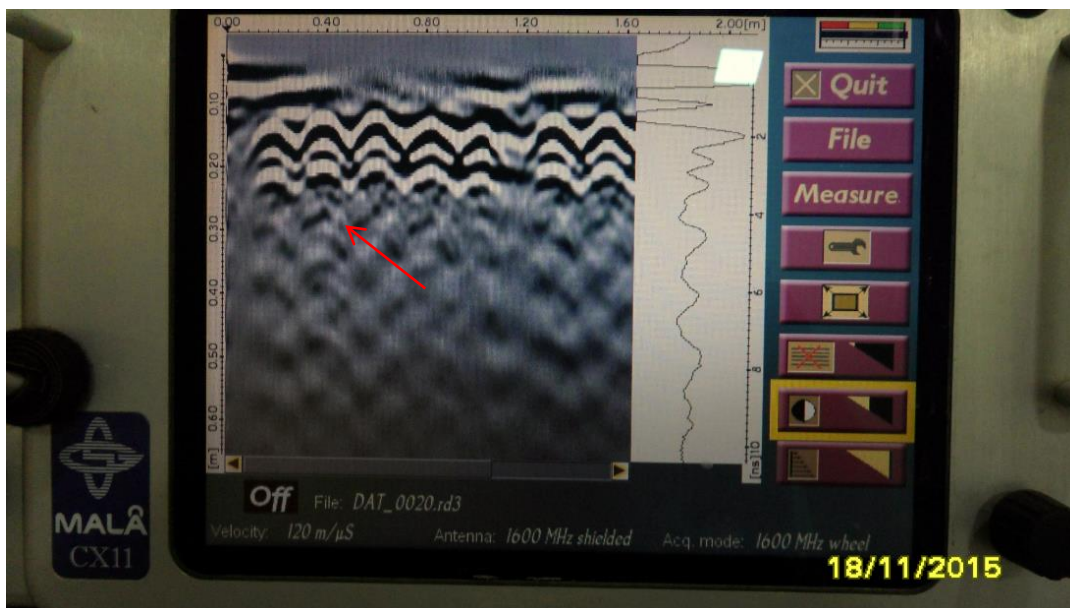 0.00 0.40 0.80 1.20 1.60 2.00[m]
Quit
File
Measure
0.10
0.20
0.30
0.40
0.50
0.60
[m]
2
4
6
8
10
[ns]
Off File: DAT_0020.rd3
Velocity: 120 m/µS Antenna: 1600 MHz shielded Acq. mode: 1600 MHz wheel
MALÅ
CX11
18/11/2015